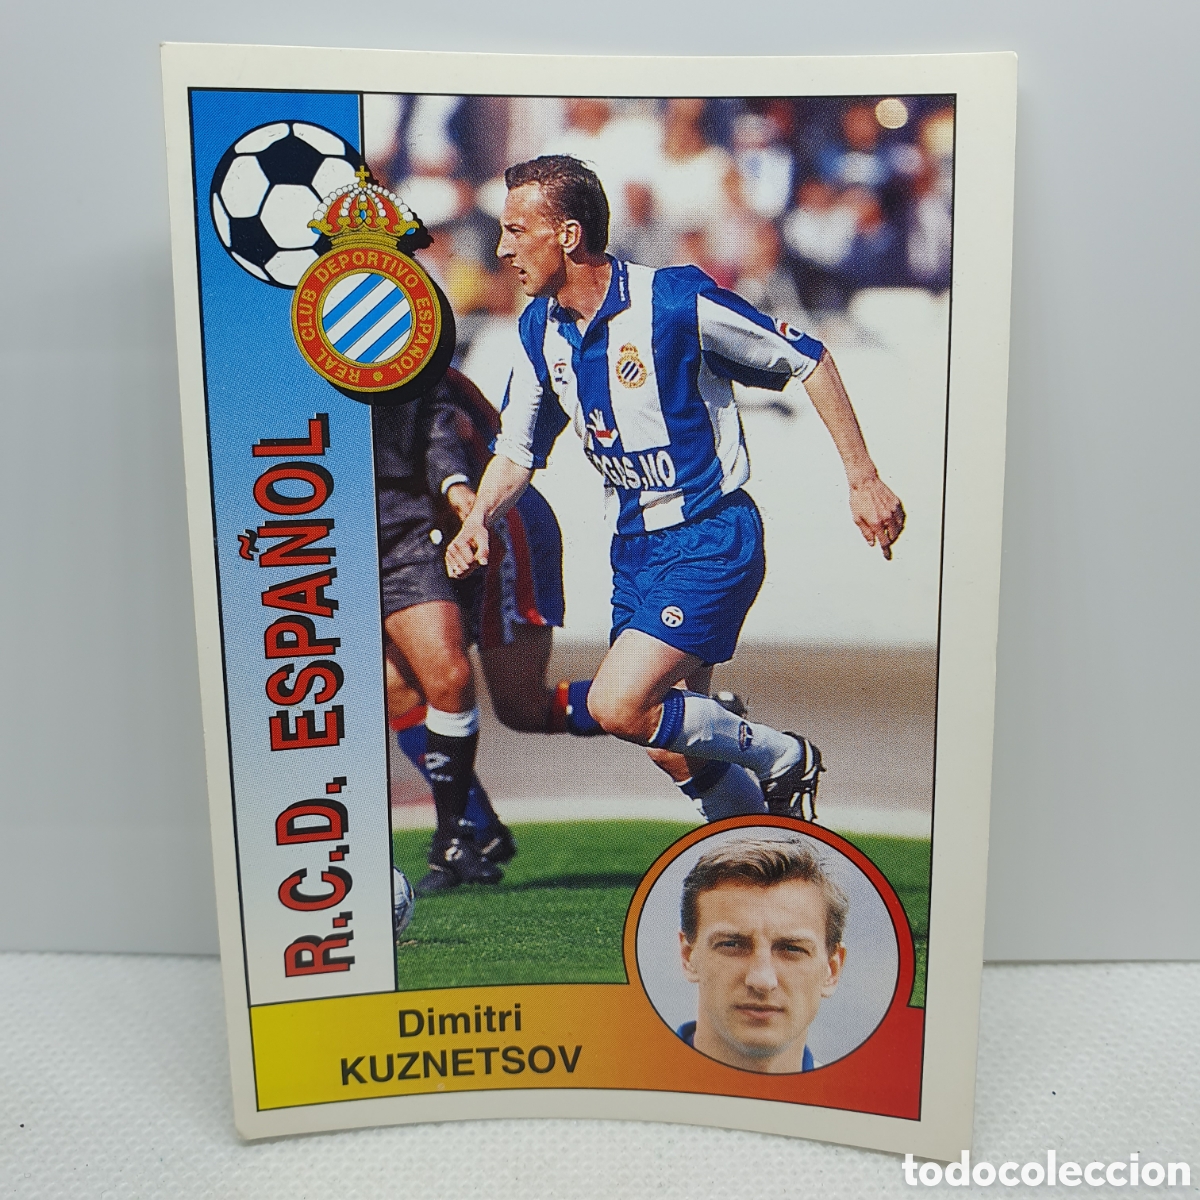 REAL CLUB DEPORTIVO ESPAÑOL
R.C.D. ESPAÑOL
Dimitri
KUZNETSOV
todocoleccion